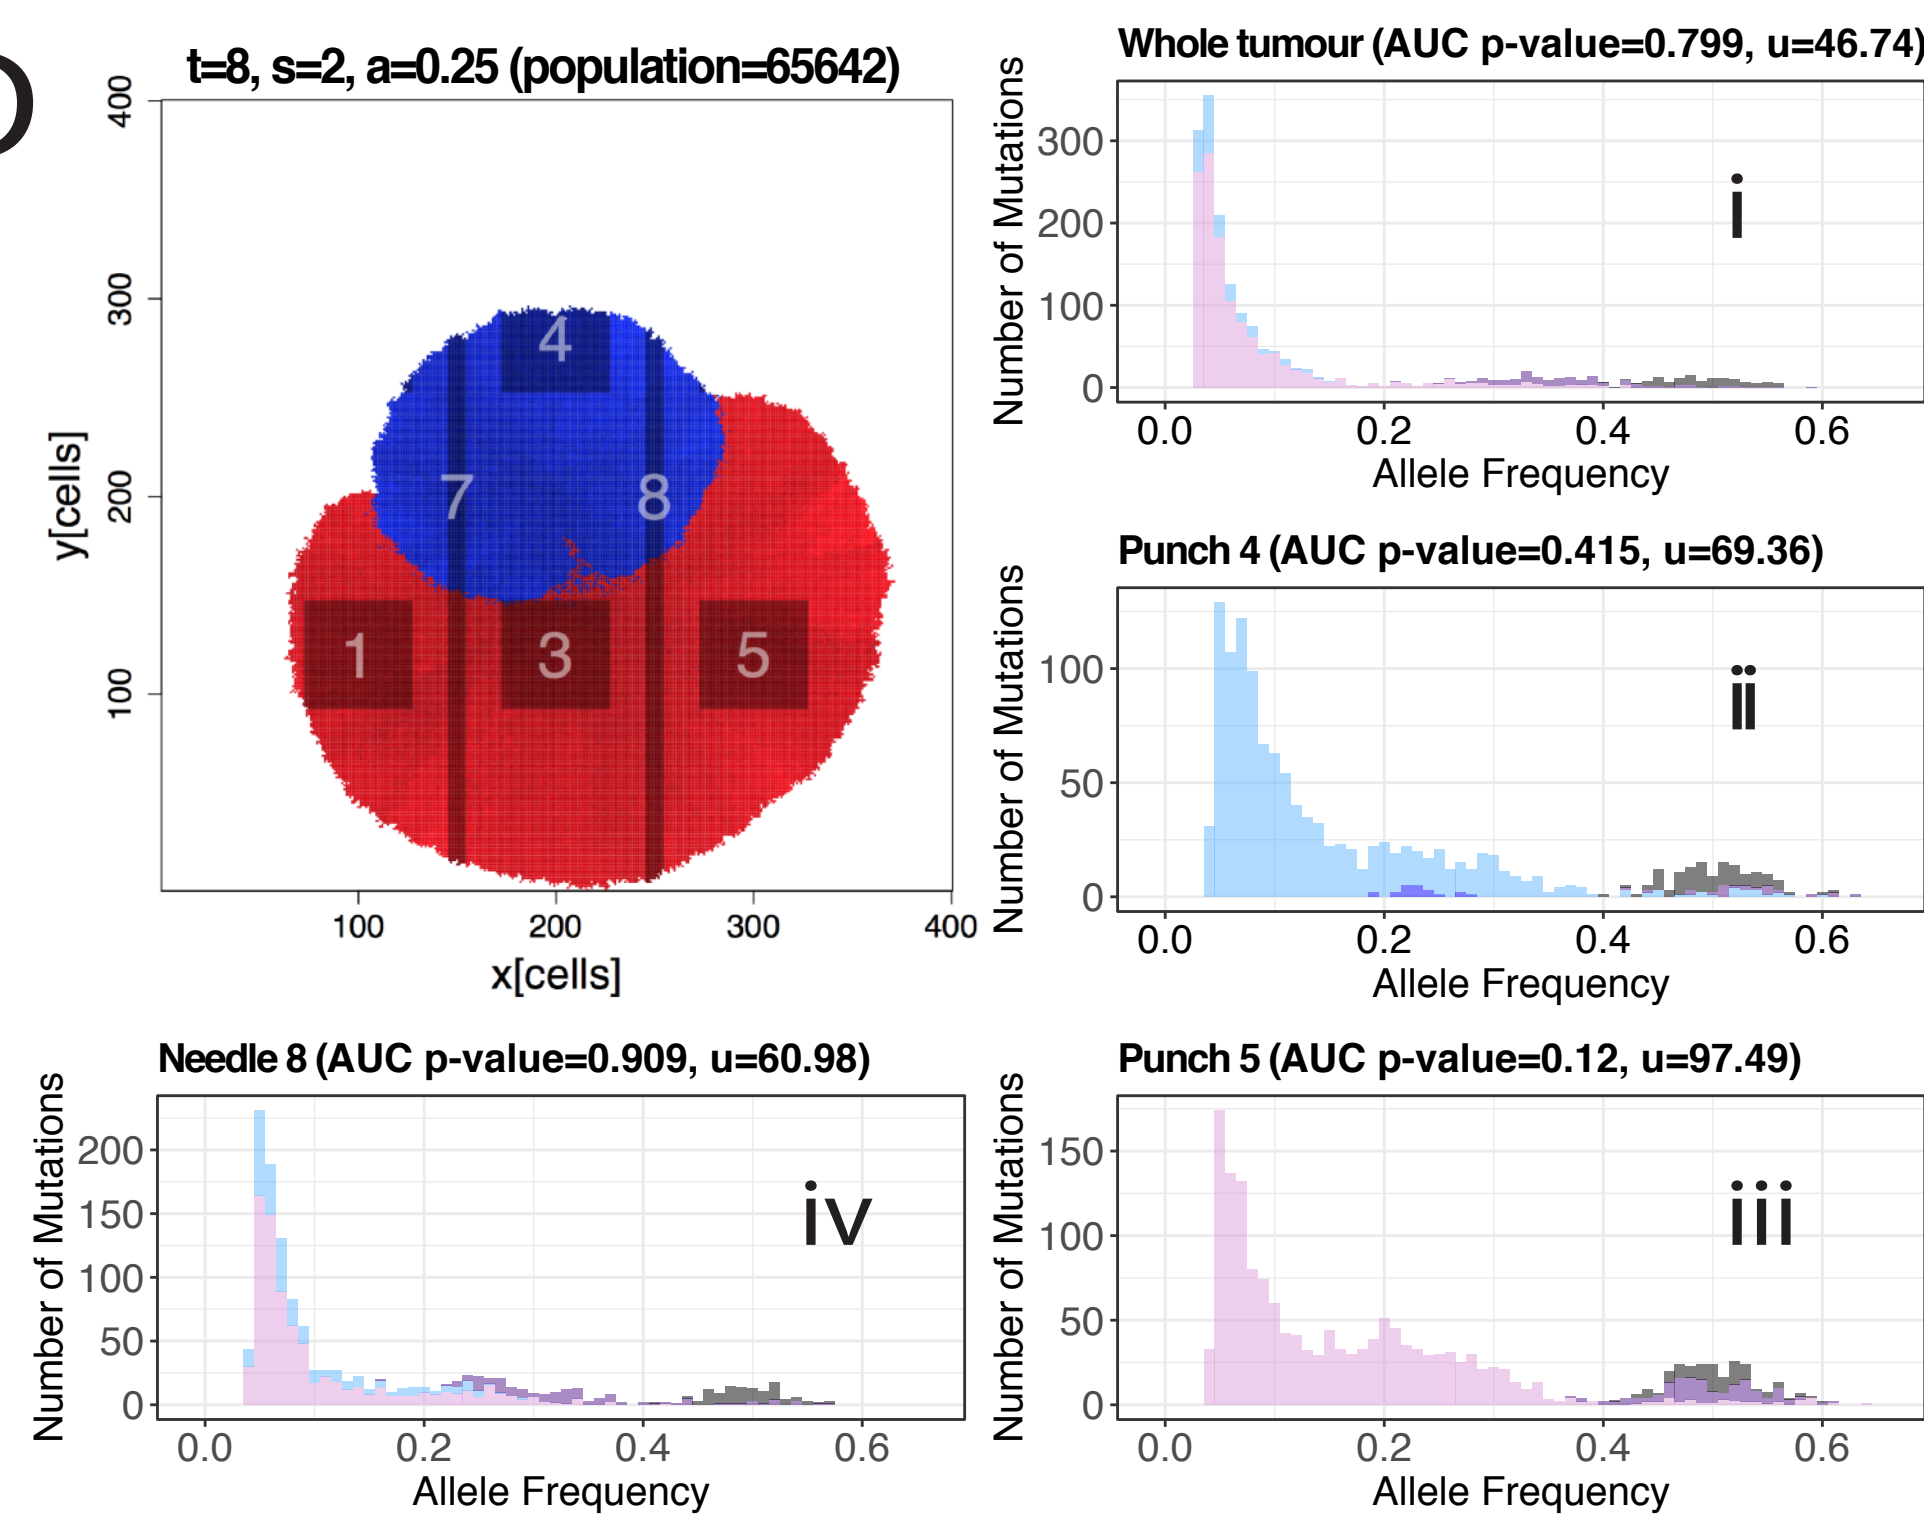 D
t=8, s=2, a=0.25 (population=65642)
400
300
200
100
y[cells]
4
7
8
1
3
5
100
200
300
400
x[cells]
Whole tumour (AUC p-value=0.799, u=46.74)
Number of Mutations
300
200
100
0
i
0.0
0.2
0.4
0.6
Allele Frequency
Punch 4 (AUC p-value=0.415, u=69.36)
Number of Mutations
100
50
0
ii
0.0
0.2
0.4
0.6
Allele Frequency
Needle 8 (AUC p-value=0.909, u=60.98)
Number of Mutations
200
150
100
50
0
iv
0.0
0.2
0.4
0.6
Allele Frequency
Punch 5 (AUC p-value=0.12, u=97.49)
Number of Mutations
150
100
50
0
iii
0.0
0.2
0.4
0.6
Allele Frequency